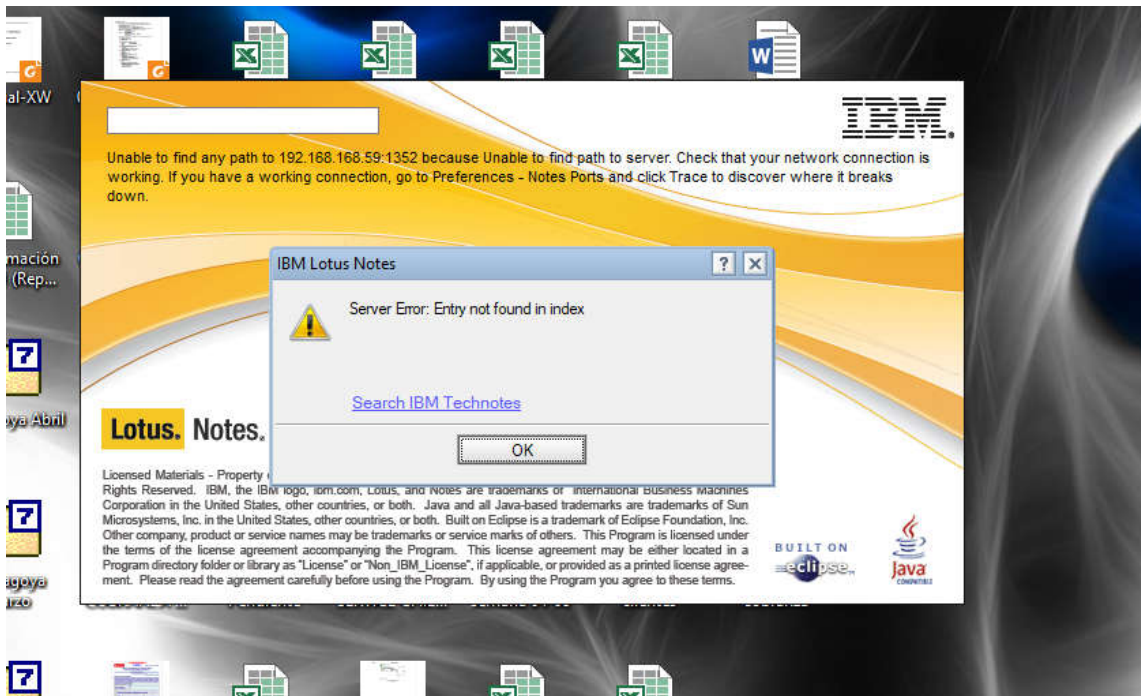 al-XW
IBM.
Unable to find any path to 192.168.168.59:1352 because Unable to find path to server. Check that your network connection is
working. If you have a working connection, go to Preferences - Notes Ports and click Trace to discover where it breaks
down.
mación
(Rep...
IBM Lotus Notes
Server Error: Entry not found in index
Search IBM Technotes
OK
oya Abril
Lotus. Notes.
Licensed Materials - Property
Rights Reserved. IBM, the IBM logo, ibm.com, Lotus, and Notes are trademarks of International Business Machines
Corporation in the United States, other countries, or both. Java and all Java-based trademarks are trademarks of Sun
Microsystems, Inc. in the United States, other countries, or both. Built on Eclipse is a trademark of Eclipse Foundation, Inc.
Other company, product or service names may be trademarks or service marks of others. This Program is licensed under
the terms of the license agreement accompanying the Program. This license agreement may be either located in a
Program directory folder or library as "License" or "Non_IBM_License", if applicable, or provided as a printed license agree-
ment. Please read the agreement carefully before using the Program. By using the Program you agree to these terms.
BUILT ON
eclipse
Java
COMPATIBLE
agoya
rzo